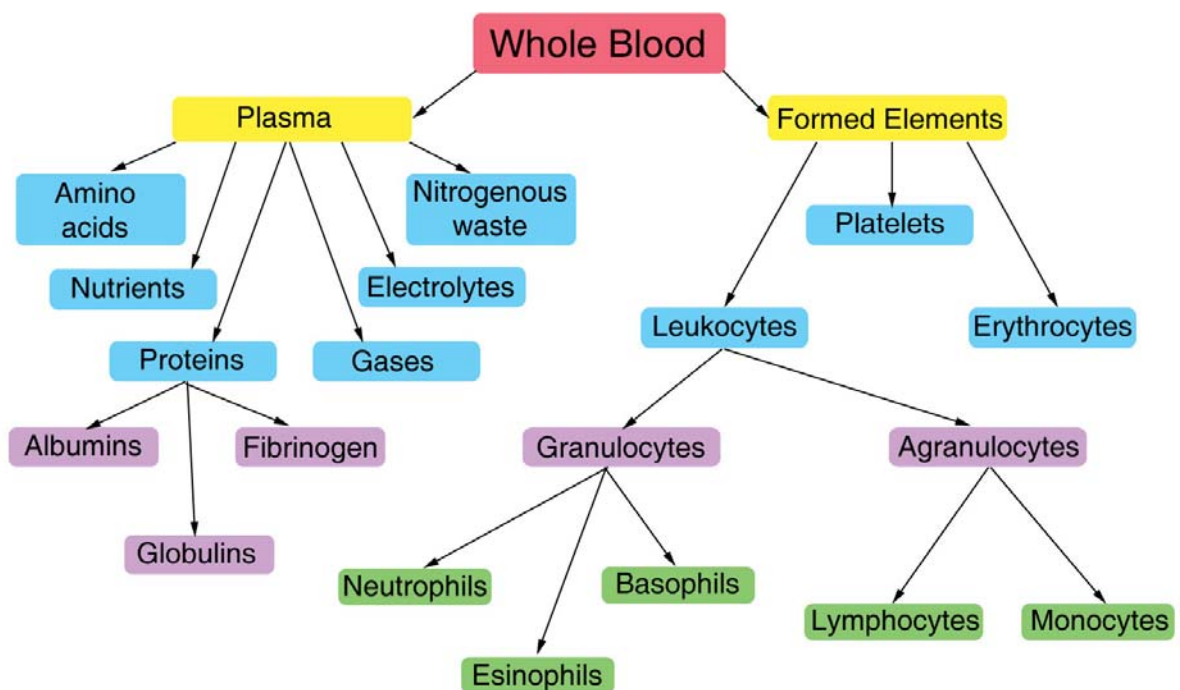 Whole Blood
Plasma
Formed Elements
Amino
acids
Nitrogenous
waste
Platelets
Nutrients
Electrolytes
Leukocytes
Erythrocytes
Proteins
Gases
Albumins
Fibrinogen
Granulocytes
Agranulocytes
Globulins
Neutrophils
Basophils
Lymphocytes
Monocytes
Esinophils